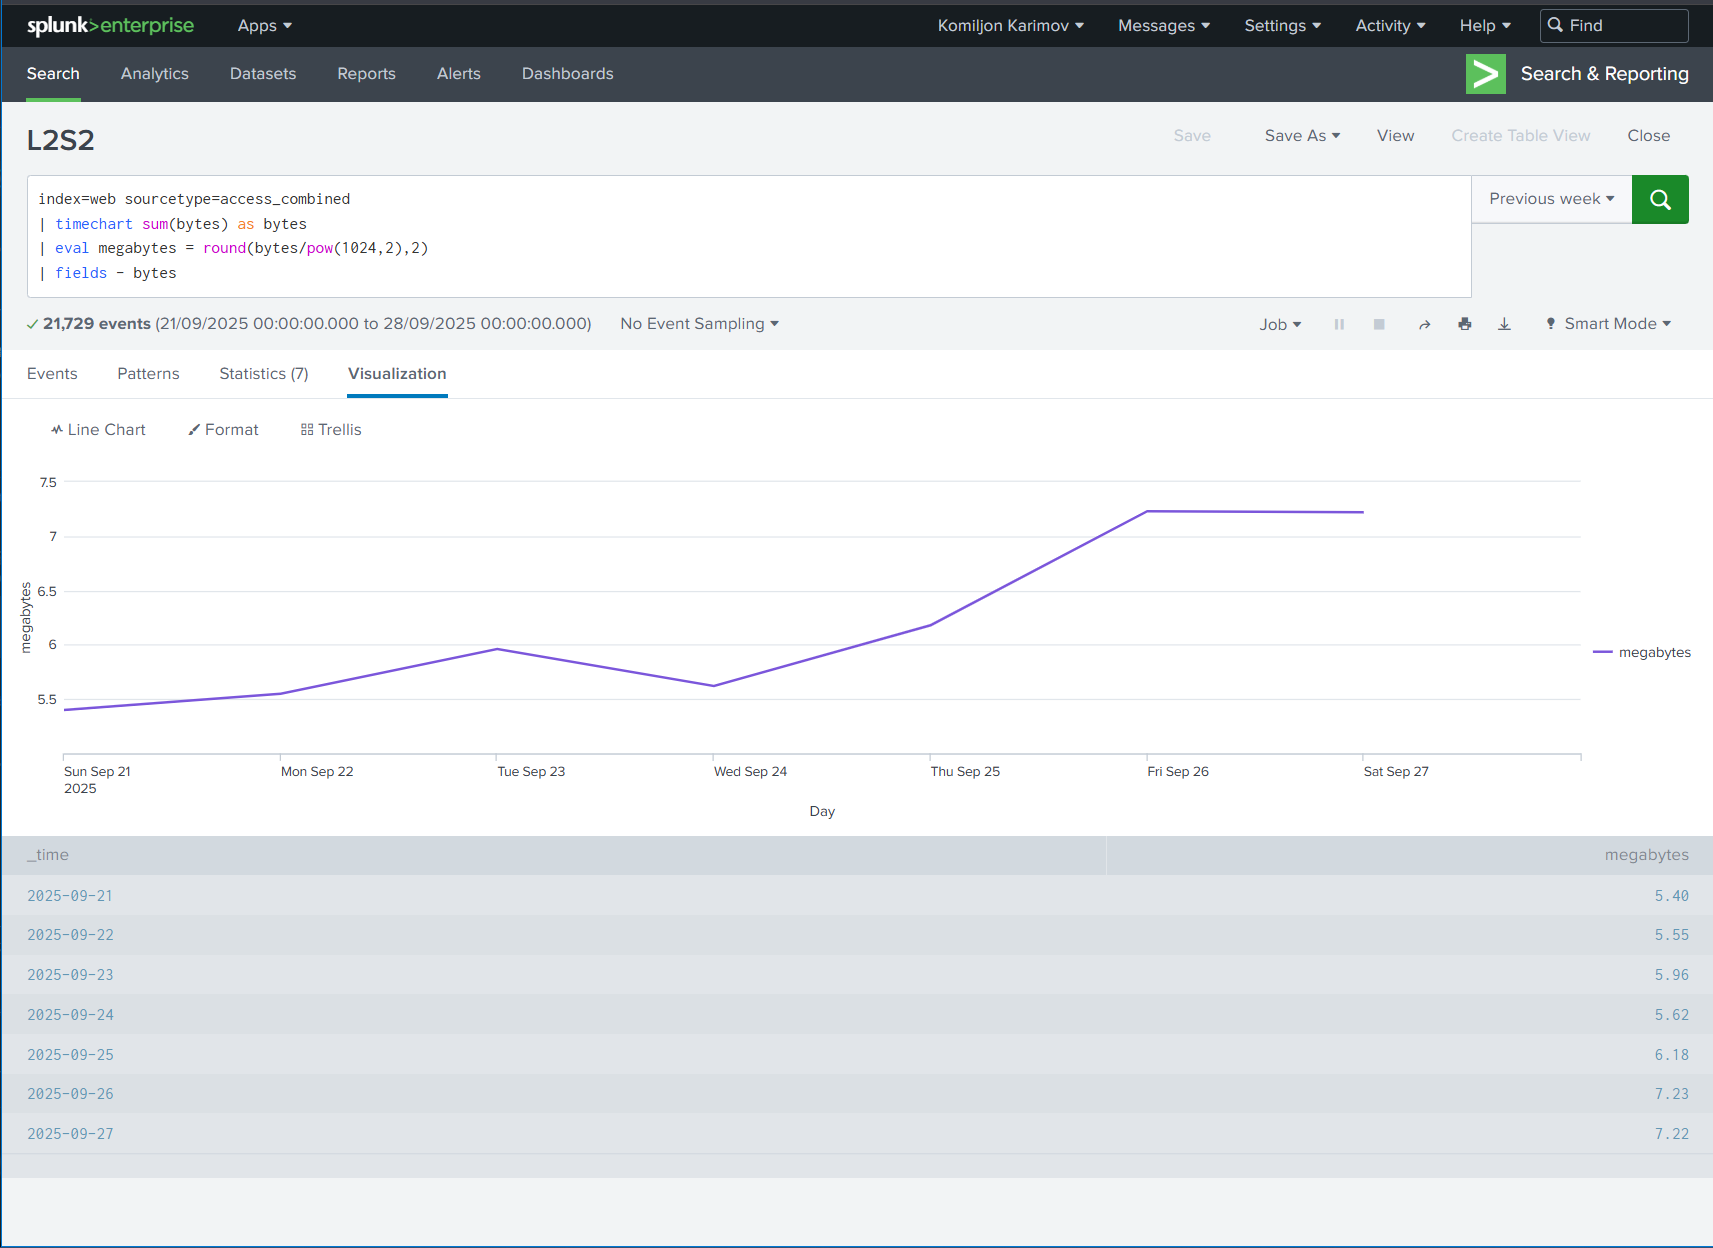 splunk>enterprise Apps Komiljon Karimov Messages Settings Activity Help Find
Search Analytics Datasets Reports Alerts Dashboards Search & Reporting
L2S2 Save Save As View Create Table View Close
index=web sourcetype=access_combined Previous week
| timechart sum(bytes) as bytes
| eval megabytes = round(bytes/pow(1024,2),2)
| fields - bytes
21,729 events (21/09/2025 00:00:00.000 to 28/09/2025 00:00:00.000) No Event Sampling Job Smart Mode
Events Patterns Statistics (7) Visualization
Line Chart Format Trellis
7.5
7
6.5
6
5.5
megabytes
megabytes
Sun Sep 21 Mon Sep 22 Tue Sep 23 Wed Sep 24 Thu Sep 25 Fri Sep 26 Sat Sep 27
2025
Day
_time megabytes
2025-09-21 5.40
2025-09-22 5.55
2025-09-23 5.96
2025-09-24 5.62
2025-09-25 6.18
2025-09-26 7.23
2025-09-27 7.22